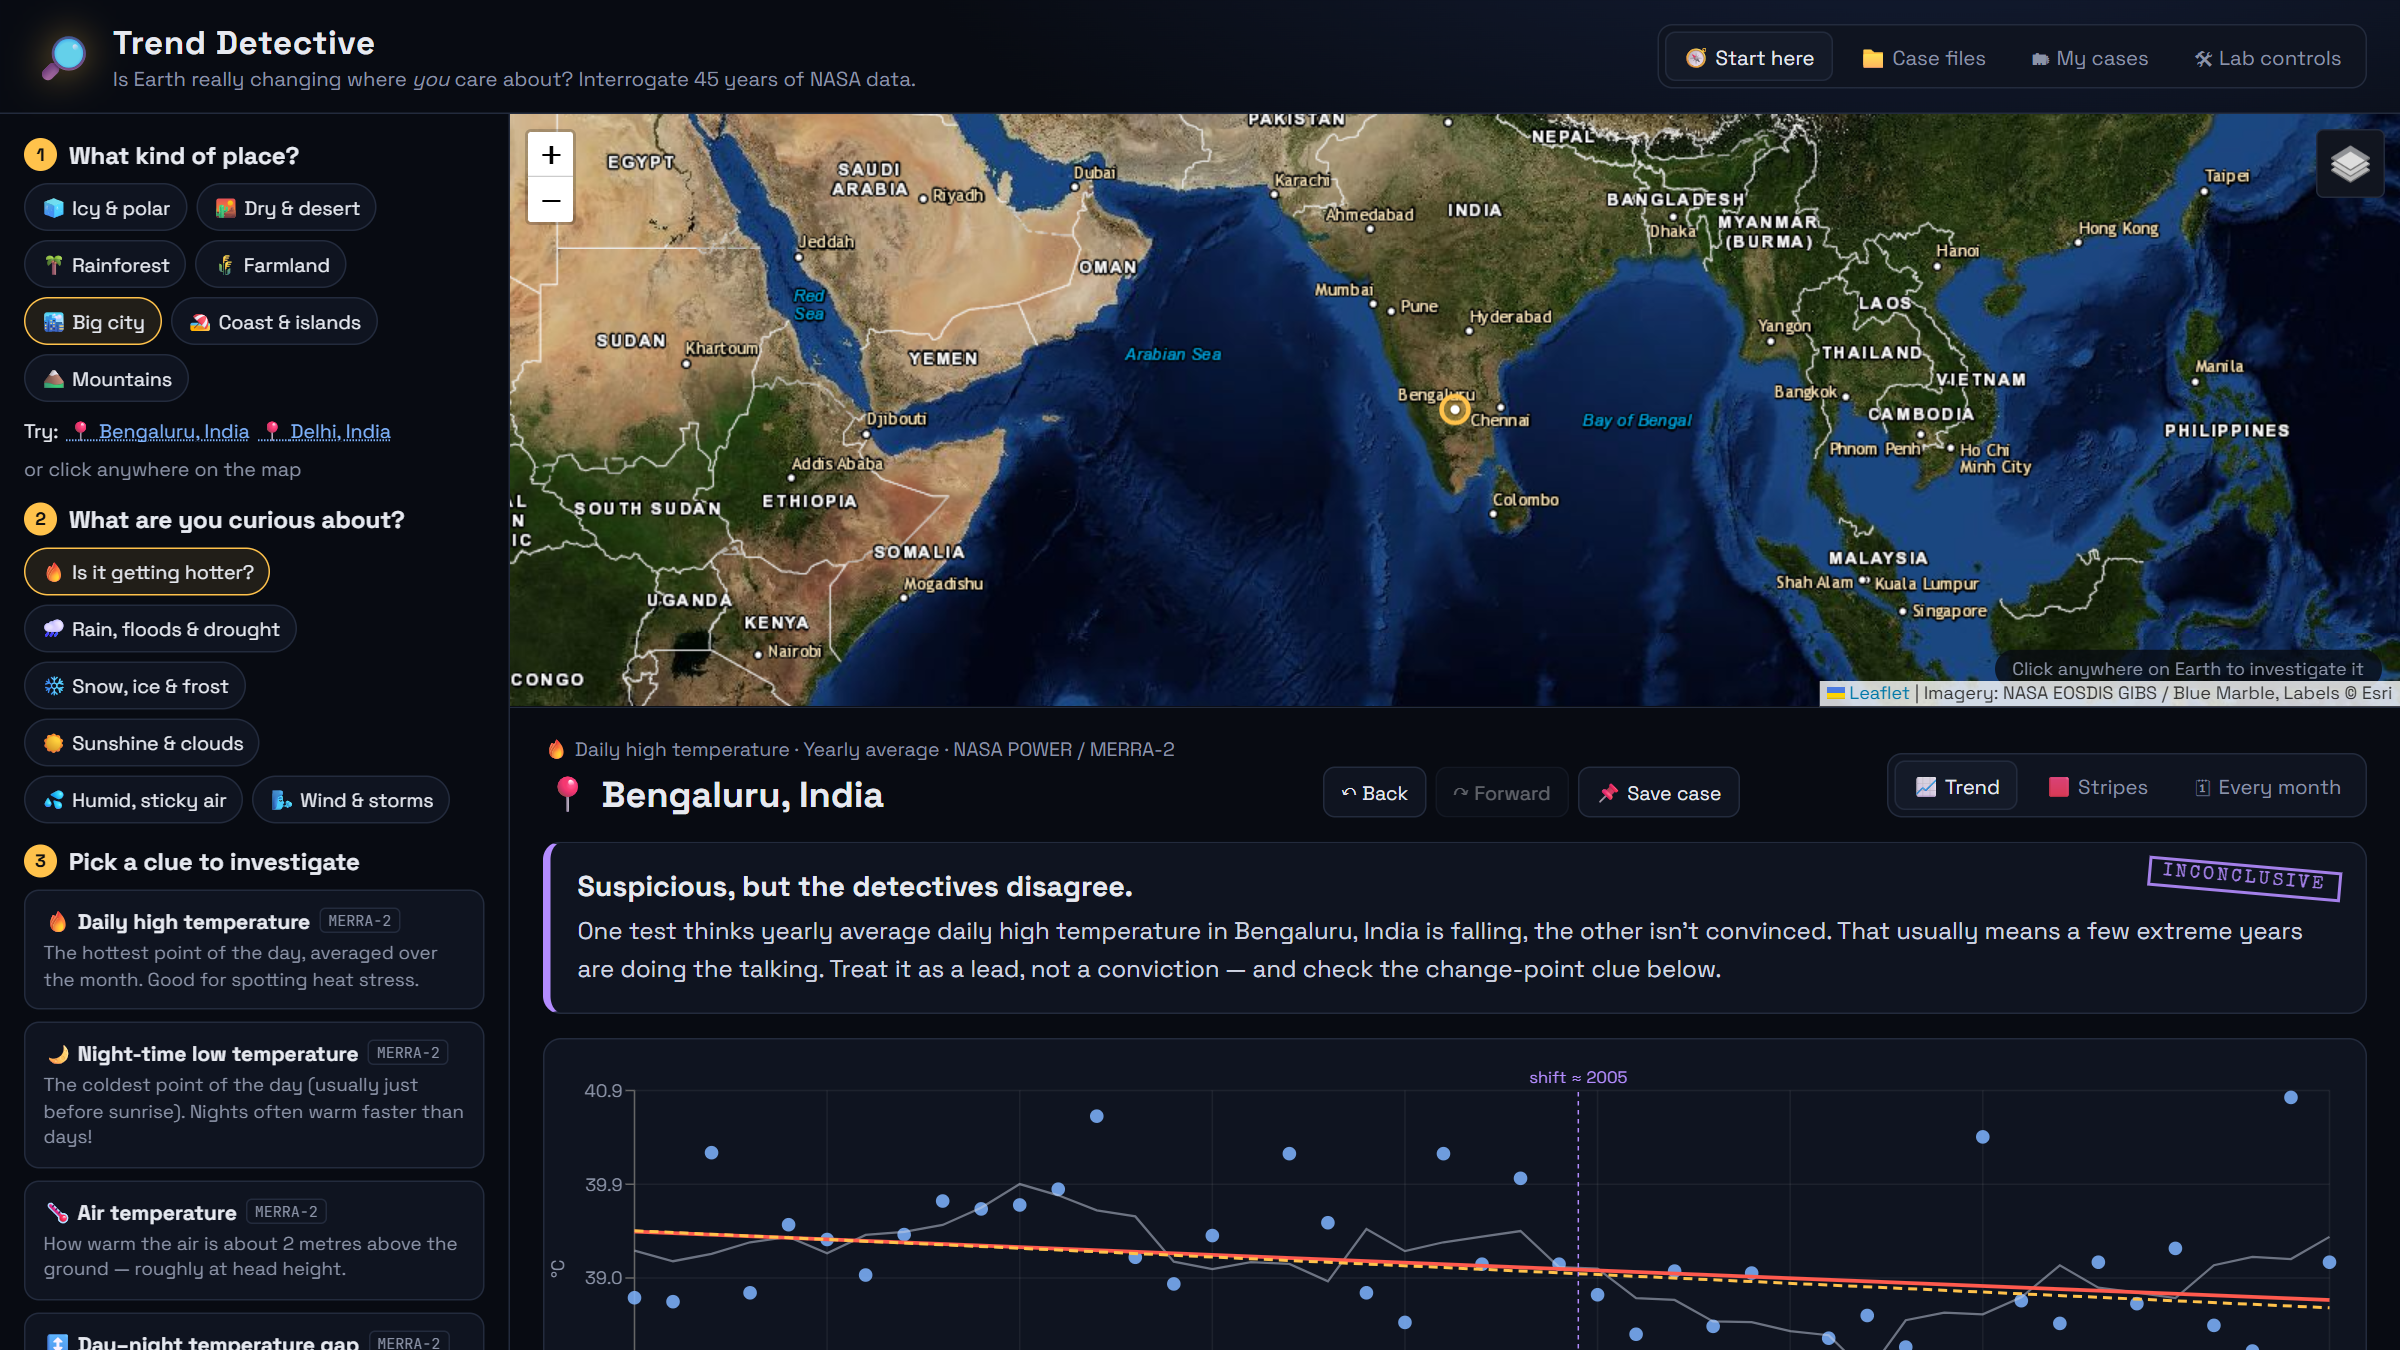 Trend Detective
Is Earth really changing where you care about? Interrogate 45 years of NASA data.
Start here
Case files
My cases
Lab controls
1 What kind of place?
Icy & polar
Dry & desert
Rainforest
Farmland
Big city
Coast & islands
Mountains
Try: Bengaluru, India Delhi, India
or click anywhere on the map
2 What are you curious about?
Is it getting hotter?
Rain, floods & drought
Snow, ice & frost
Sunshine & clouds
Humid, sticky air
Wind & storms
3 Pick a clue to investigate
Daily high temperature MERRA-2
The hottest point of the day, averaged over
the month. Good for spotting heat stress.
Night-time low temperature MERRA-2
The coldest point of the day (usually just
before sunrise). Nights often warm faster than
days!
Air temperature MERRA-2
How warm the air is about 2 metres above the
ground — roughly at head height.
Day–night temperature gap MERRA-2
+
−
EGYPT
SAUDI
ARABIA
Riyadh
Dubai
PAKISTAN
Karachi
NEPAL
Ahmedabad
INDIA
BANGLADESH
Dhaka
MYANMAR
(BURMA)
Taipei
Hong Kong
Hanoi
Jeddah
OMAN
Red
Sea
Mumbai
Pune
Hyderabad
LAOS
Yangon
SUDAN
Khartoum
YEMEN
Arabian Sea
THAILAND
VIETNAM
Manila
Bengaluru
Chennai
Bay of Bengal
Bangkok
CAMBODIA
Djibouti
PHILIPPINES
Phnom Penh
Ho Chi
Minh City
Addis Ababa
ETHIOPIA
SOUTH SUDAN
Colombo
AL
N
IC
SOMALIA
Mogadishu
MALAYSIA
Shah Alam
Kuala Lumpur
Singapore
UGANDA
KENYA
Nairobi
CONGO
Click anywhere on Earth to investigate it
Leaflet | Imagery: NASA EOSDIS GIBS / Blue Marble, Labels © Esri
Daily high temperature · Yearly average · NASA POWER / MERRA-2
Bengaluru, India
↶ Back
↷ Forward
Save case
Trend
Stripes
Every month
Suspicious, but the detectives disagree.
INCONCLUSIVE
One test thinks yearly average daily high temperature in Bengaluru, India is falling, the other isn't convinced. That usually means a few extreme years
are doing the talking. Treat it as a lead, not a conviction — and check the change-point clue below.
shift ≈ 2005
40.9
39.9
39.0
°C